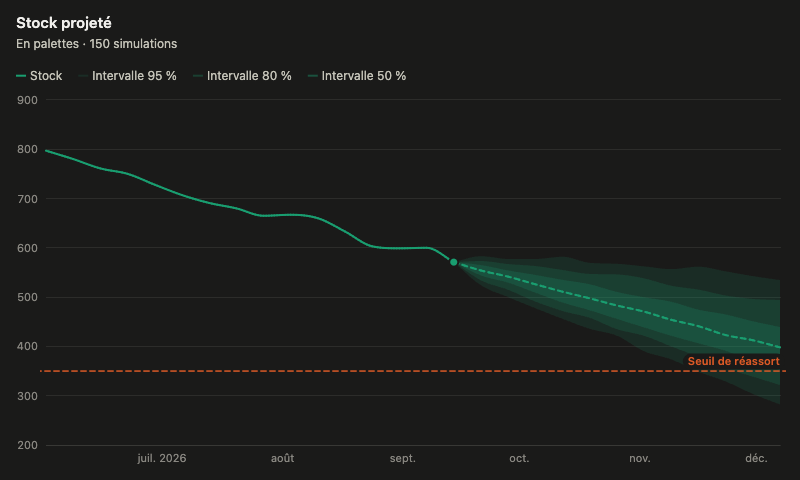 Stock projeté
En palettes · 150 simulations
Stock Intervalle 95 % Intervalle 80 % Intervalle 50 %
900
800
700
600
500
400
Seuil de réassort
300
200
juil. 2026 août sept. oct. nov. déc.